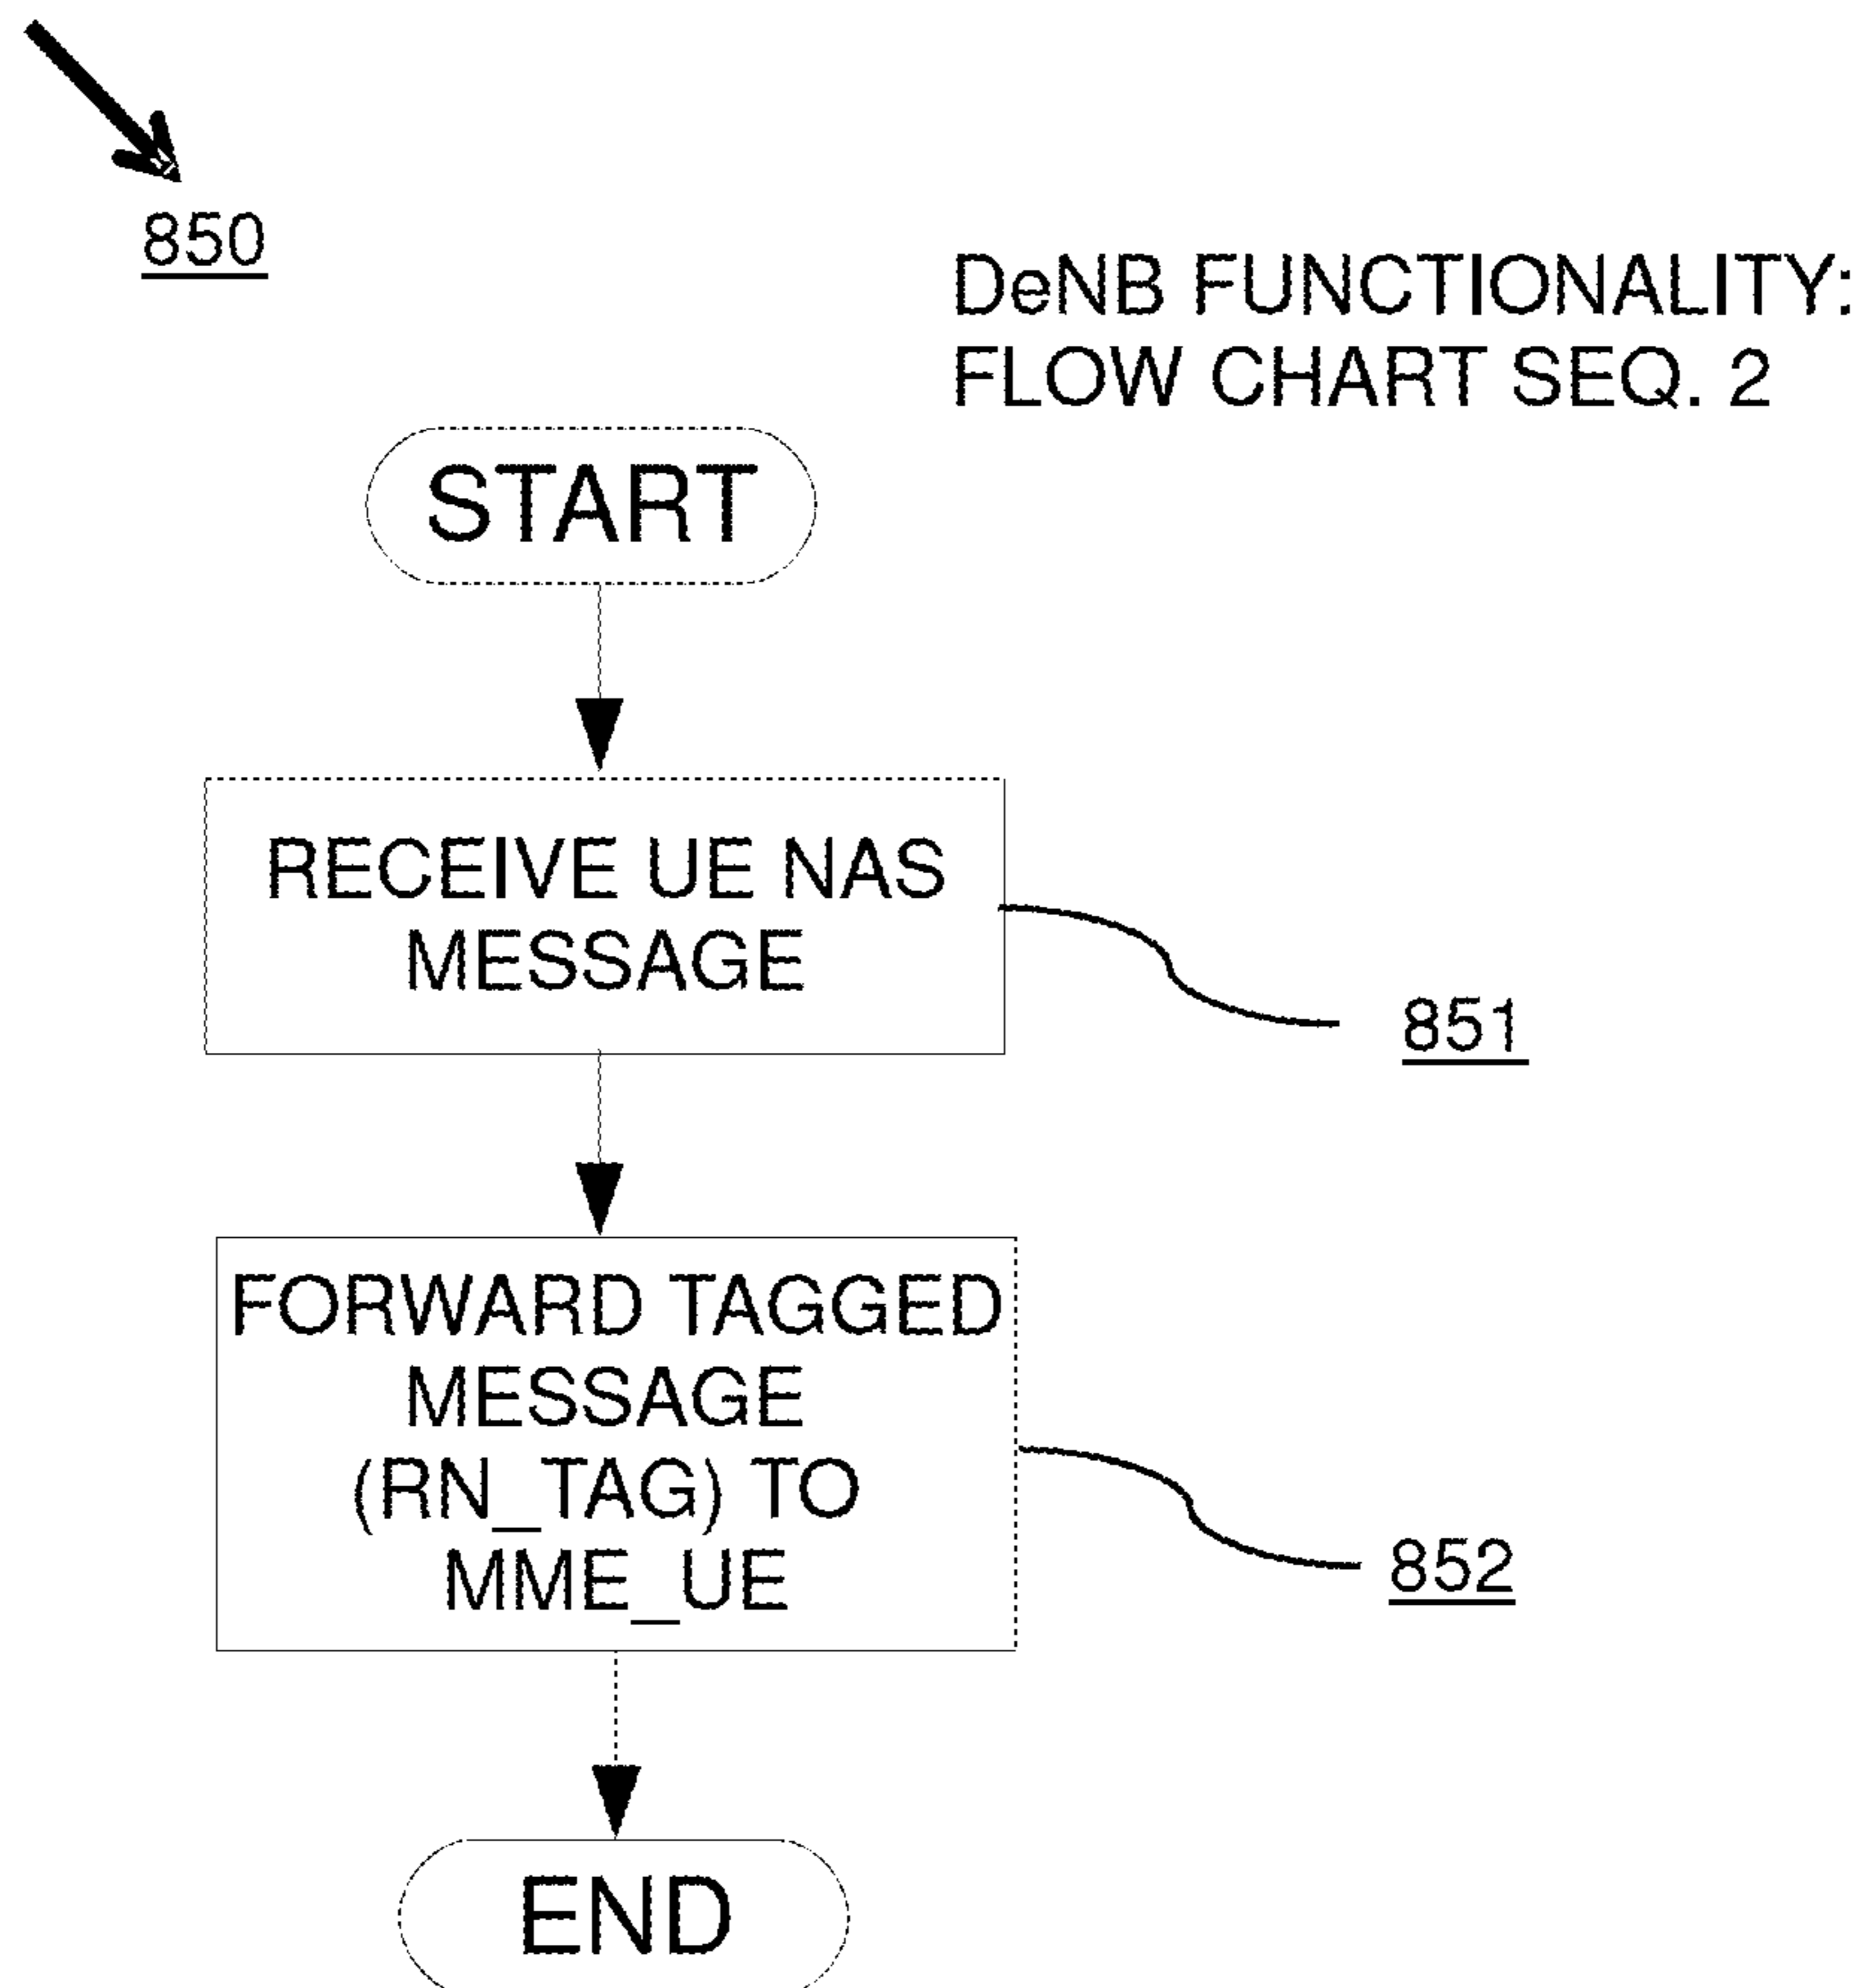 850
DeNB FUNCTIONALITY:
FLOW CHART SEQ. 2
START
RECEIVE UE NAS
MESSAGE
851
FORWARD TAGGED
MESSAGE
(RN_TAG) TO
MME_UE
852
END